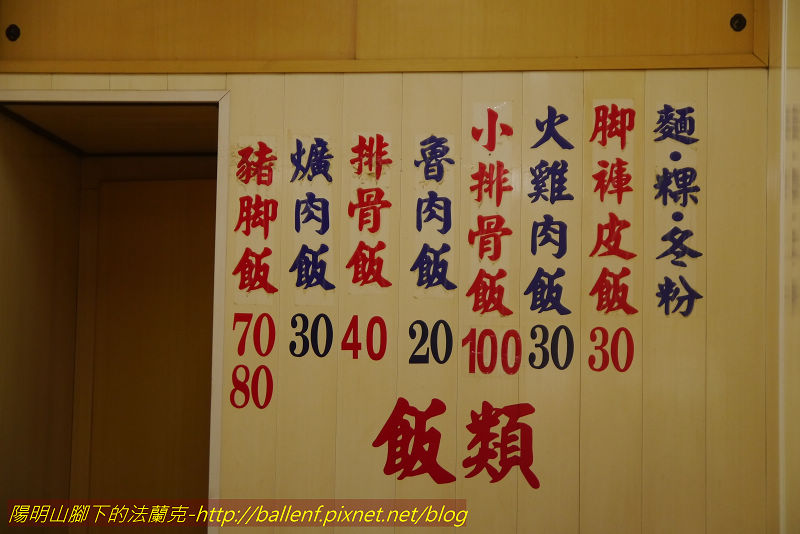 麵·粿·冬粉
脚褲皮飯 30
火雞肉飯 30
小排骨飯 100
魯肉飯 20
排骨飯 40
爌肉飯 30
豬脚飯 70 80
飯類
陽明山腳下的法蘭克-http://ballenf.pixnet.net/blog